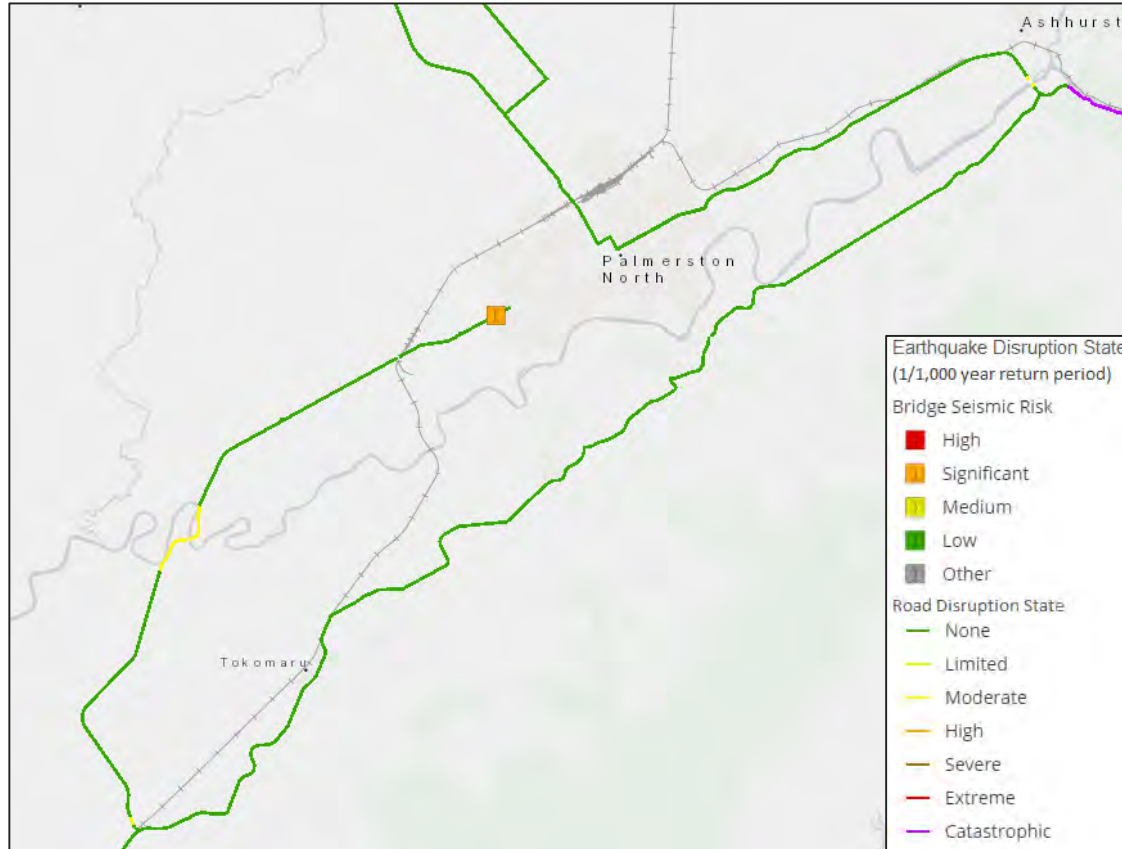 Ashhurst
Palmerston
North
Tokomaru
Earthquake Disruption State
(1/1,000 year return period)
Bridge Seismic Risk
High
Significant
Medium
Low
Other
Road Disruption State
None
Limited
Moderate
High
Severe
Extreme
Catastrophic